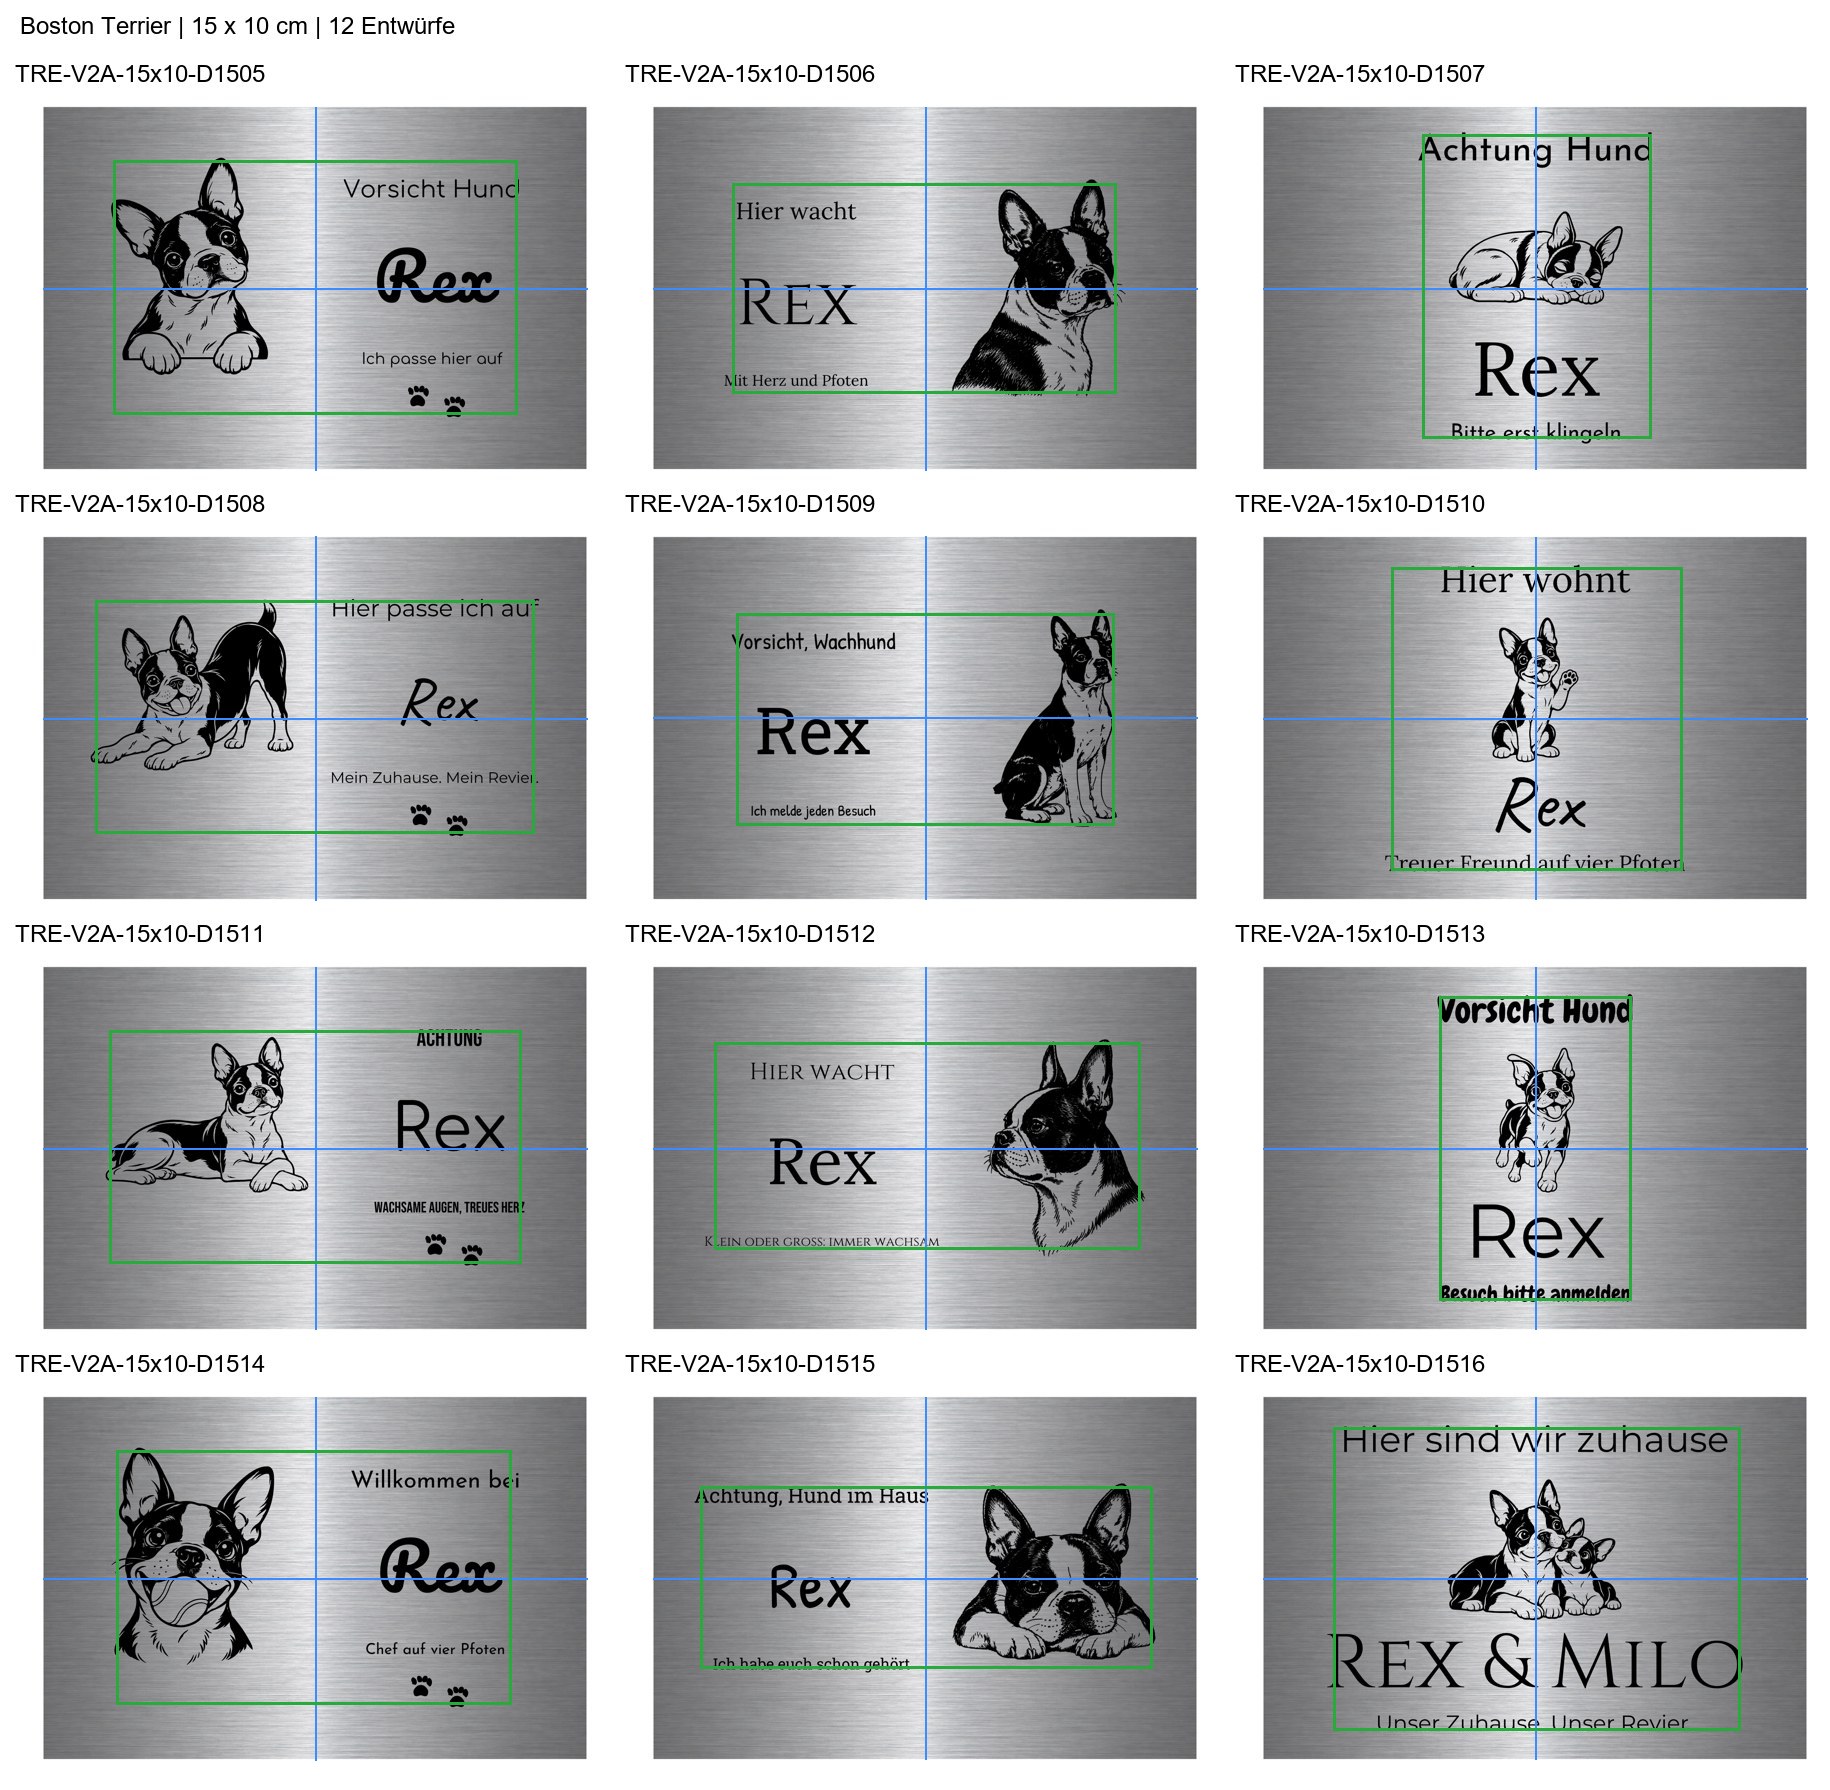 Boston Terrier | 15 x 10 cm | 12 Entwürfe
TRE-V2A-15x10-D1505
Vorsicht Hund
Rex
Ich passe hier auf
TRE-V2A-15x10-D1506
Hier wacht
REX
Mit Herz und Pfoten
TRE-V2A-15x10-D1507
Achtung Hund
Rex
Bitte erst klingeln
TRE-V2A-15x10-D1508
Hier passe ich auf
Rex
Mein Zuhause. Mein Revier.
TRE-V2A-15x10-D1509
Vorsicht, Wachhund
Rex
Ich melde jeden Besuch
TRE-V2A-15x10-D1510
Hier wohnt
Rex
Treuer Freund auf vier Pfoten
TRE-V2A-15x10-D1511
ACHTUNG
Rex
WACHSAME AUGEN, TREUES HERZ
TRE-V2A-15x10-D1512
HIER WACHT
Rex
KLEIN ODER GROSS: IMMER WACHSAM
TRE-V2A-15x10-D1513
Vorsicht Hund
Rex
Besuch bitte anmelden
TRE-V2A-15x10-D1514
Willkommen bei
Rex
Chef auf vier Pfoten
TRE-V2A-15x10-D1515
Achtung, Hund im Haus
Rex
Ich habe euch schon gehört
TRE-V2A-15x10-D1516
Hier sind wir zuhause
REX & MILO
Unser Zuhause. Unser Revier.